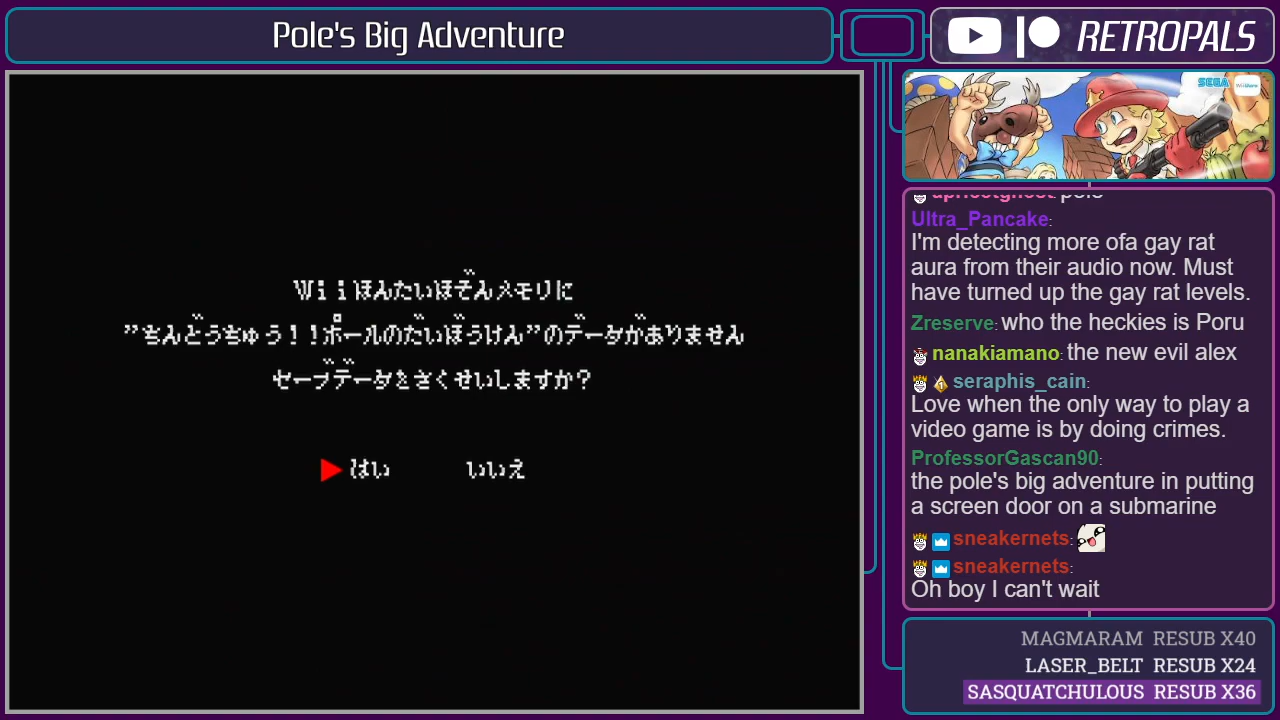 Pole's Big Adventure
RETROPALS
SEGA
WiiWare
Wiiほんたいほぞんメモリに
”ちんどうちゅう!!ポールのだいぼうけん”のデータがありません
セーブデータをさくせいしますか?
はい いいえ
Ultra_Pancake:
I'm detecting more ofa gay rat
aura from their audio now. Must
have turned up the gay rat levels.
Zreserve: who the heckies is Poru
nanakiamano: the new evil alex
seraphis_cain:
Love when the only way to play a
video game is by doing crimes.
ProfessorGascan90:
the pole's big adventure in putting
a screen door on a submarine
sneakernets:
sneakernets:
Oh boy I can't wait
MAGMARAM RESUB X40
LASER_BELT RESUB X24
SASQUATCHULOUS RESUB X36